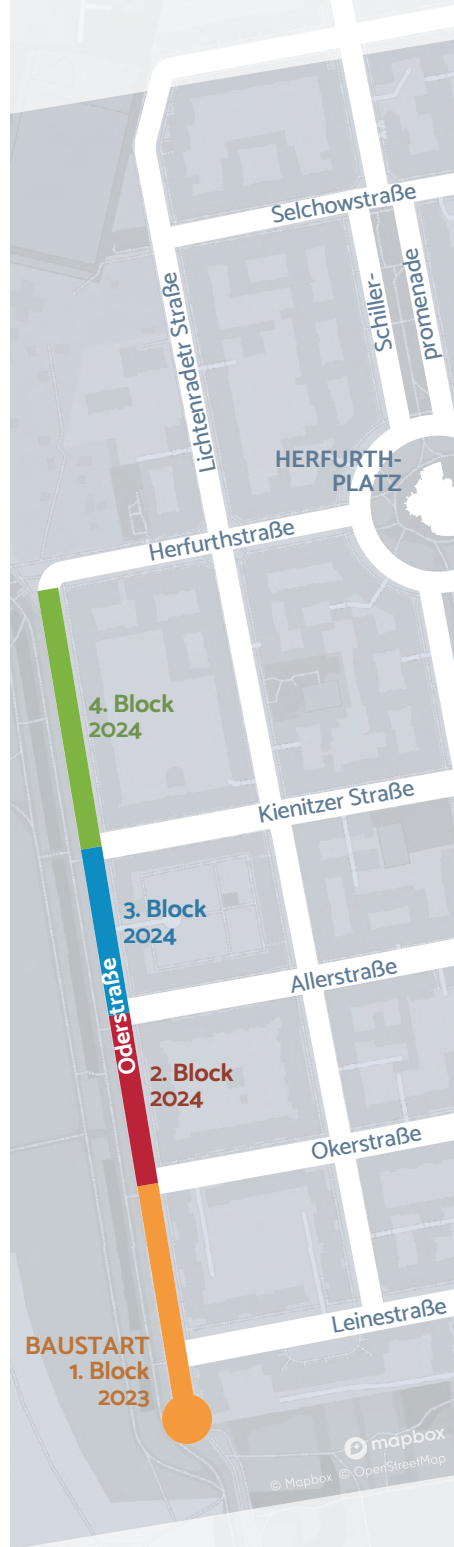 Selchowstraße
Schiller-
promenade
Lichtenradetr Straße
HERFURTH-
PLATZ
Herfurthstraße
4. Block
2024
Kienitzer Straße
3. Block
2024
Allerstraße
Oderstraße
2. Block
2024
Okerstraße
Leinestraße
BAUSTART
1. Block
2023
mapbox
© Mapbox © OpenStreetMap